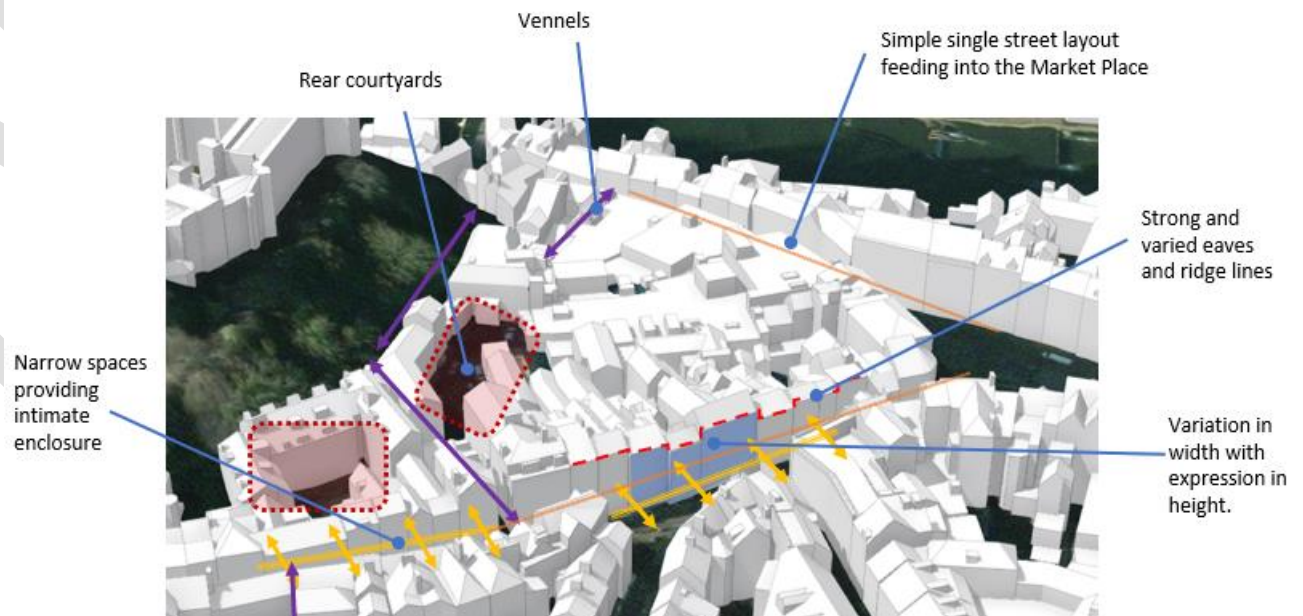 Vennels
Simple single street layout
feeding into the Market Place
Rear courtyards
Strong and
varied eaves
and ridge lines
Narrow spaces
providing
intimate
enclosure
Variation in
width with
expression in
height.